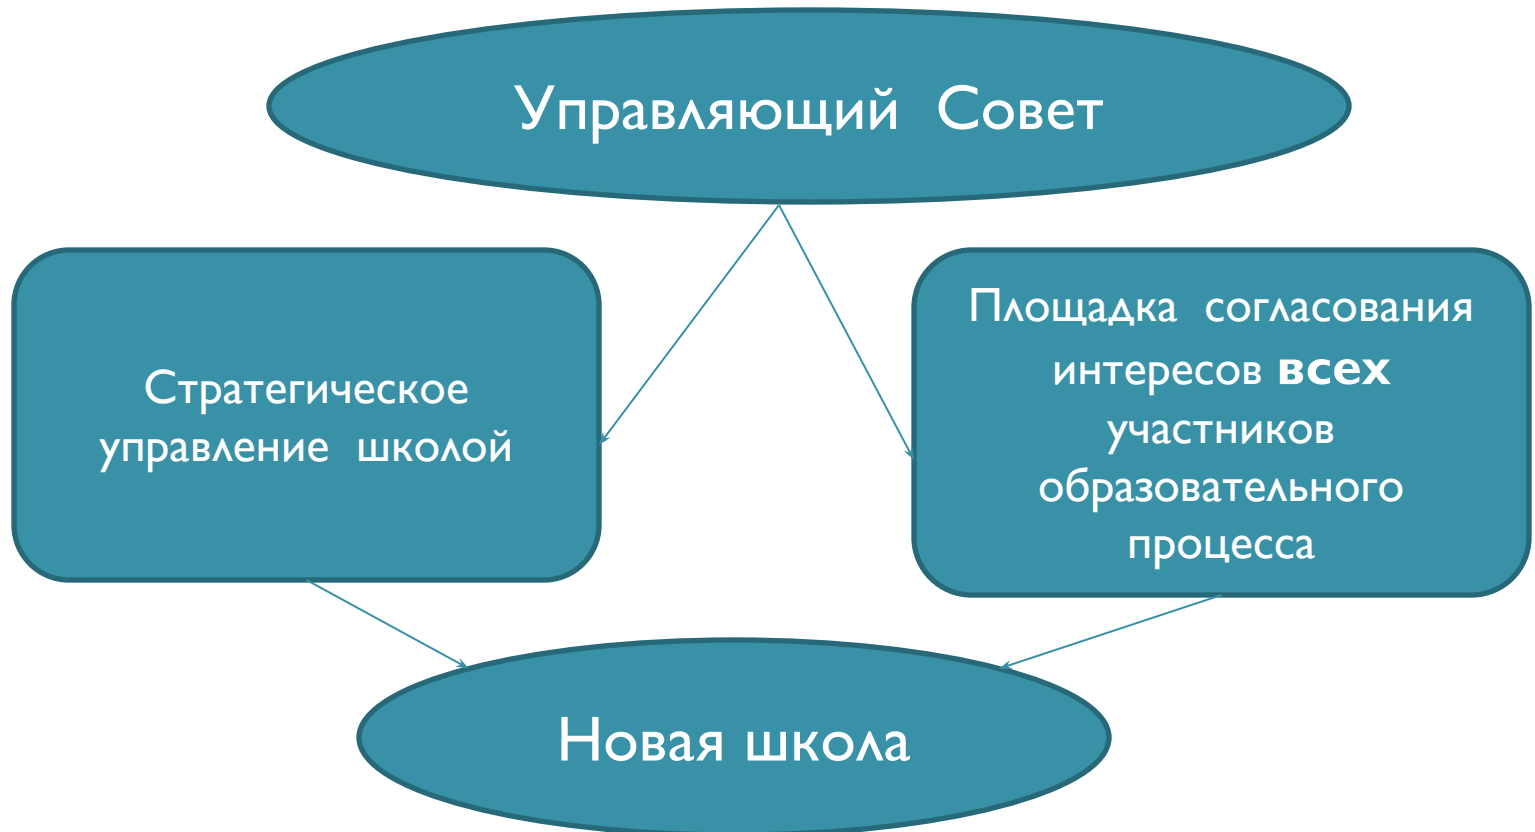 Управляющий Совет
Стратегическое
управление школой
Площадка согласования
интересов всех
участников
образовательного
процесса
Новая школа